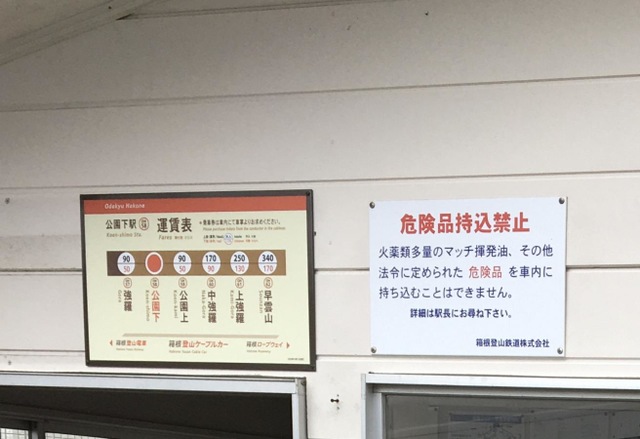 Odakyu Hakone
公園下駅
運賃表
Fares
90
50
90
50
170
90
250
130
340
170
強羅
公園下
公園上
中強羅
上強羅
早雲山
箱根登山電車
箱根登山ケーブルカー
箱根ロープウェイ
危険品持込禁止
火薬類多量のマッチ揮発油、その他
法令に定められた 危険品 を車内に
持ち込むことはできません。
詳細は駅長にお尋ね下さい。
箱根登山鉄道株式会社